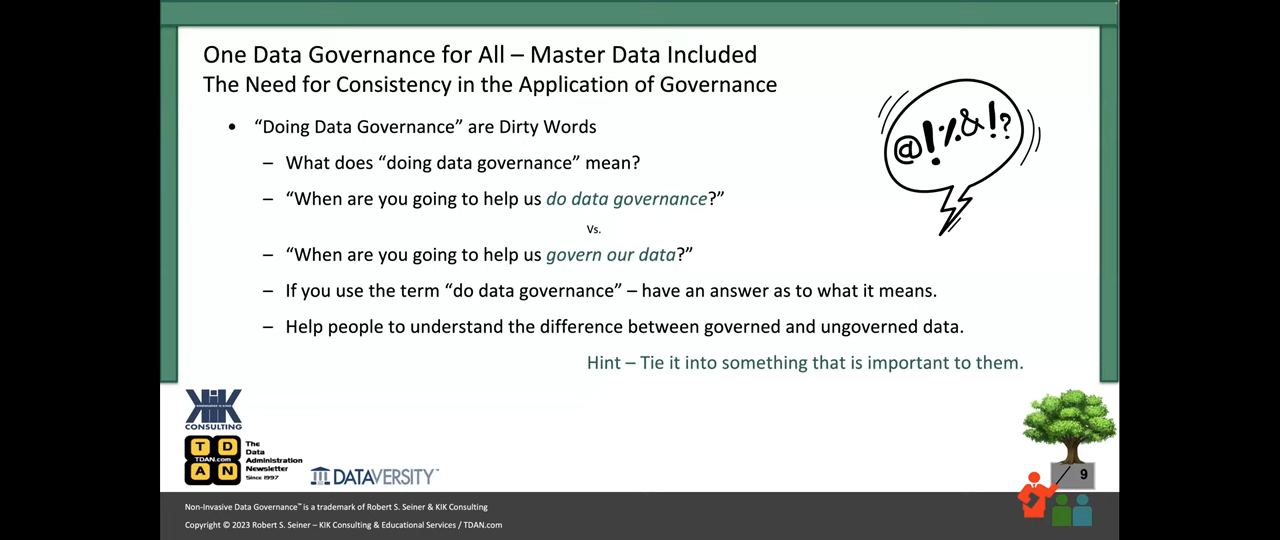 One Data Governance for All – Master Data Included
The Need for Consistency in the Application of Governance
• “Doing Data Governance” are Dirty Words
– What does “doing data governance” mean?
– “When are you going to help us do data governance?”
Vs.
– “When are you going to help us govern our data?”
– If you use the term “do data governance” – have an answer as to what it means.
– Help people to understand the difference between governed and ungoverned data.
Hint – Tie it into something that is important to them.
@!%&!?
KIK
CONSULTING
T D
TDAN.com
A N
The
Data
Administration
Newsletter
Since 1997
DATAVERSITY™
9
Non-Invasive Data Governance™ is a trademark of Robert S. Seiner & KIK Consulting
Copyright © 2023 Robert S. Seiner – KIK Consulting & Educational Services / TDAN.com